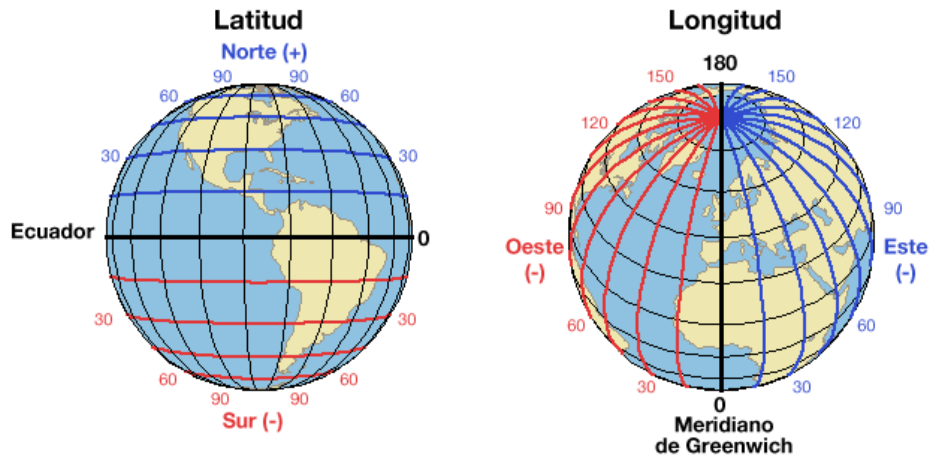 Latitud
Norte (+)
90 90
60 60
30 30
Ecuador 0
30 30
60 60
90 90
Sur (-)
Longitud
180
150 150
120 120
90 90
Oeste Este
(-) (-)
60 60
30 30
0
Meridiano
de Greenwich